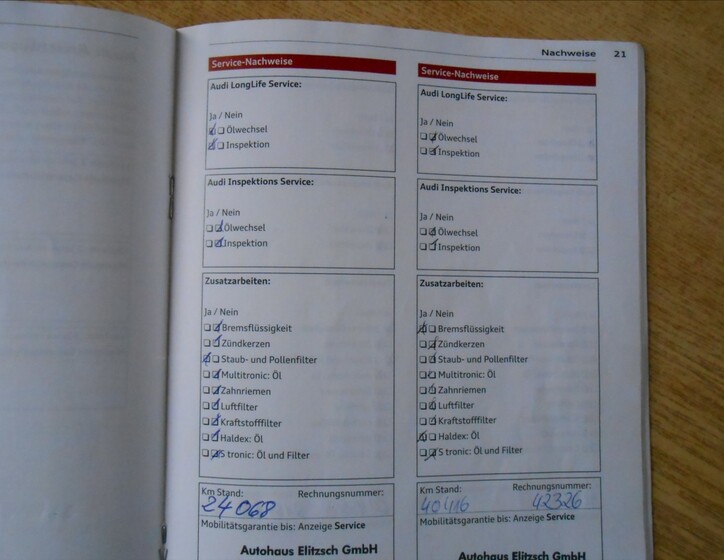 Nachweise 21
Service-Nachweise
Audi LongLife Service:
Ja / Nein
Ölwechsel
Inspektion
Audi Inspektions Service:
Ja / Nein
Ölwechsel
Inspektion
Zusatzarbeiten:
Ja / Nein
Bremsflüssigkeit
Zündkerzen
Staub- und Pollenfilter
Multitronic: Öl
Zahnriemen
Luftfilter
Kraftstofffilter
Haldex: Öl
S tronic: Öl und Filter
Km Stand: Rechnungsnummer:
24068
Mobilitätsgarantie bis: Anzeige Service
Autohaus Elitzsch GmbH
Service-Nachweise
Audi LongLife Service:
Ja / Nein
Ölwechsel
Inspektion
Audi Inspektions Service:
Ja / Nein
Ölwechsel
Inspektion
Zusatzarbeiten:
Ja / Nein
Bremsflüssigkeit
Zündkerzen
Staub- und Pollenfilter
Multitronic: Öl
Zahnriemen
Luftfilter
Kraftstofffilter
Haldex: Öl
S tronic: Öl und Filter
Km Stand: Rechnungsnummer:
40416 42326
Mobilitätsgarantie bis: Anzeige Service
Autohaus Elitzsch GmbH